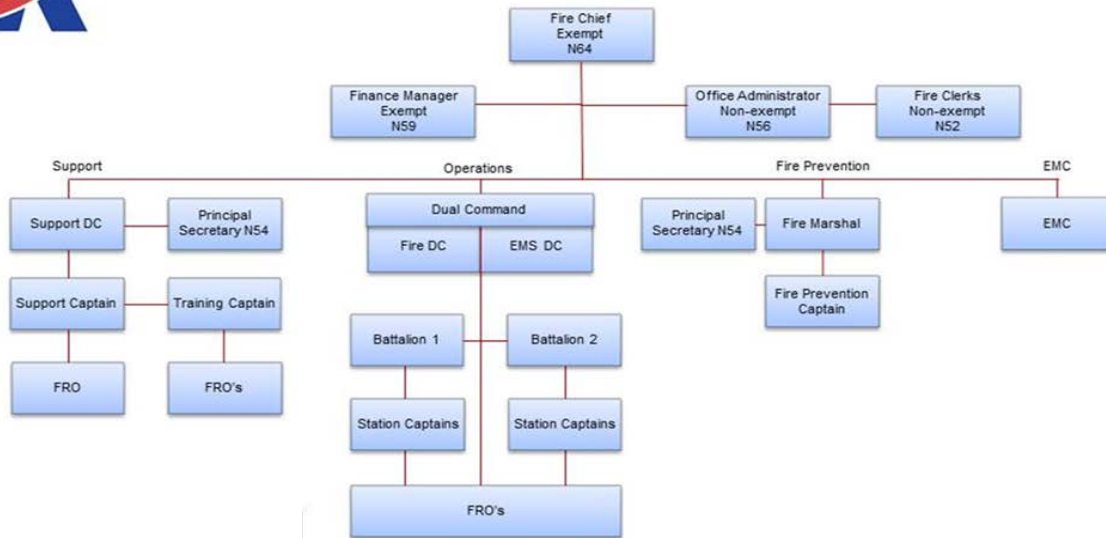 Fire Chief
Exempt
N64
Finance Manager
Exempt
N59
Office Administrator
Non-exempt
N56
Fire Clerks
Non-exempt
N52
Support
Operations
Fire Prevention
EMC
Support DC
Principal
Secretary N54
Dual Command
Fire DC
EMS DC
Principal
Secretary N54
Fire Marshal
EMC
Support Captain
Training Captain
Fire Prevention
Captain
Battalion 1
Battalion 2
FRO
FRO's
Station Captains
Station Captains
FRO's